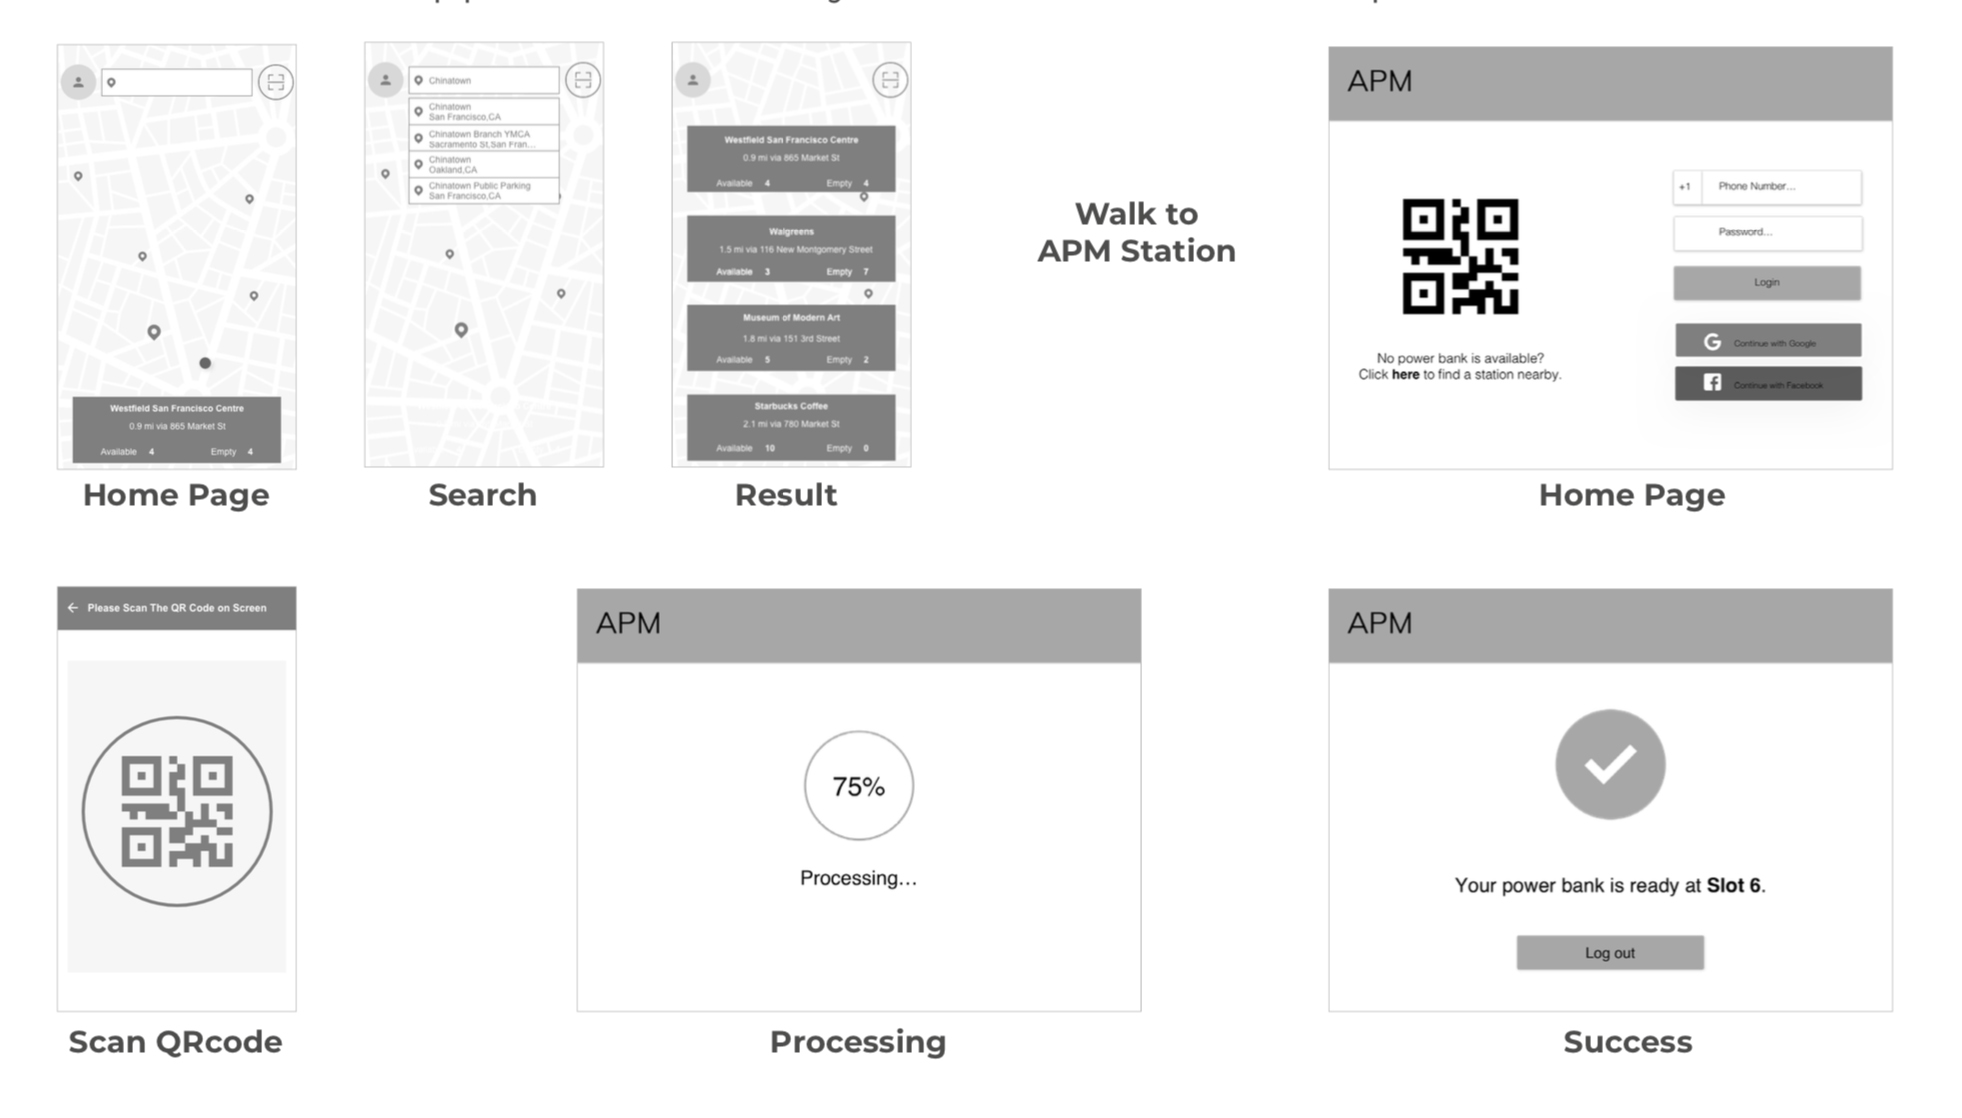 Chinatown
Chinatown
San Francisco,CA
Chinatown Branch YMCA
Sacramento St,San Fran...
Chinatown
Oakland,CA
Chinatown Public Parking
San Francisco,CA
Westfield San Francisco Centre
0.9 mi via 865 Market St
Available 4 Empty 4
Westfield San Francisco Centre
0.9 mi via 865 Market St
Available 4 Empty 4
Walgreens
1.5 mi via 116 New Montgomery Street
Available 3 Empty 7
Museum of Modern Art
1.8 mi via 151 3rd Street
Available 5 Empty 2
Starbucks Coffee
2.1 mi via 780 Market St
Available 10 Empty 0
Walk to
APM Station
APM
+1 Phone Number...
Password...
Login
G Continue with Google
f Continue with Facebook
No power bank is available?
Click here to find a station nearby.
Home Page
Search
Result
Home Page
Please Scan The QR Code on Screen
APM
75%
Processing...
APM
Your power bank is ready at Slot 6.
Log out
Scan QRcode
Processing
Success